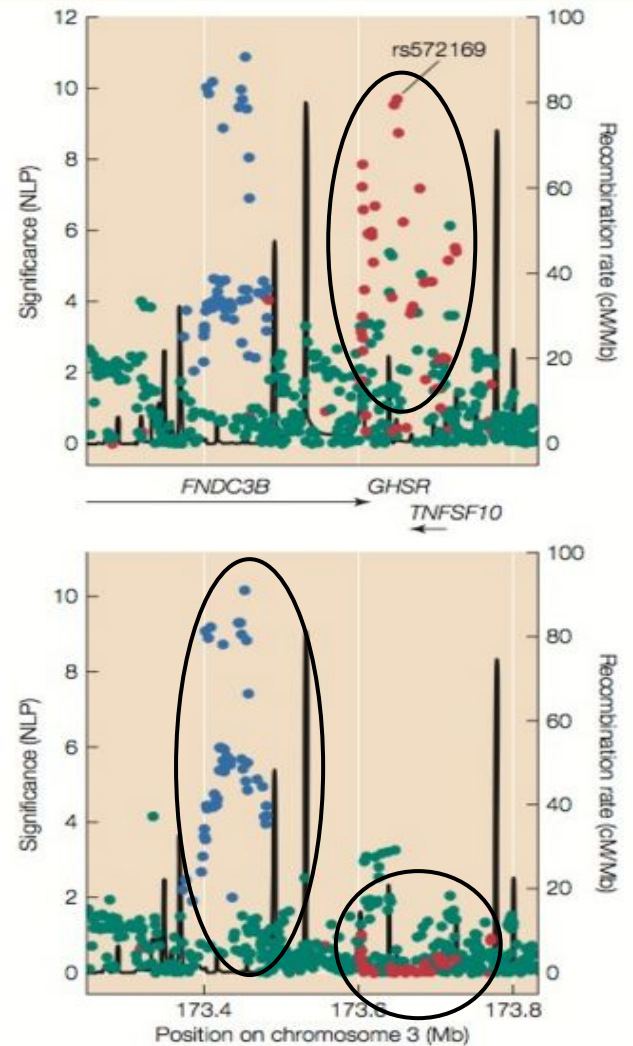 12
10
8
6
4
2
0
Significance (NLP)
rs572169
100
80
60
40
20
0
Recombination rate (cM/Mb)
FNDC3B
GHSR
TNFSF10
10
8
6
4
2
0
Significance (NLP)
100
80
60
40
20
0
Recombination rate (cM/Mb)
173.4 173.6 173.8
Position on chromosome 3 (Mb)